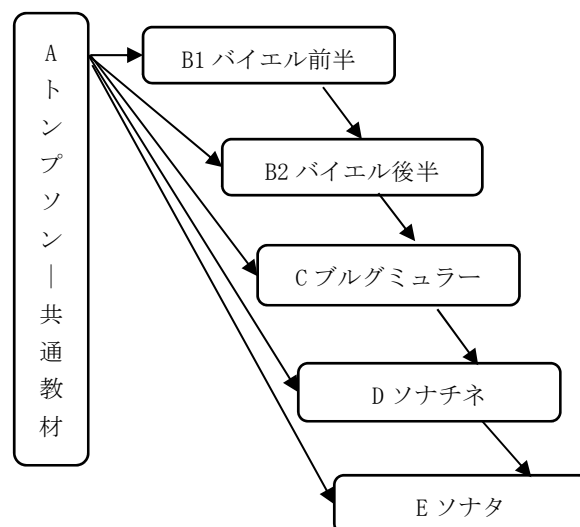 Aトンプソン―共通教材
B1 バイエル前半
B2 バイエル後半
C ブルグミュラー
D ソナチネ
E ソナタ